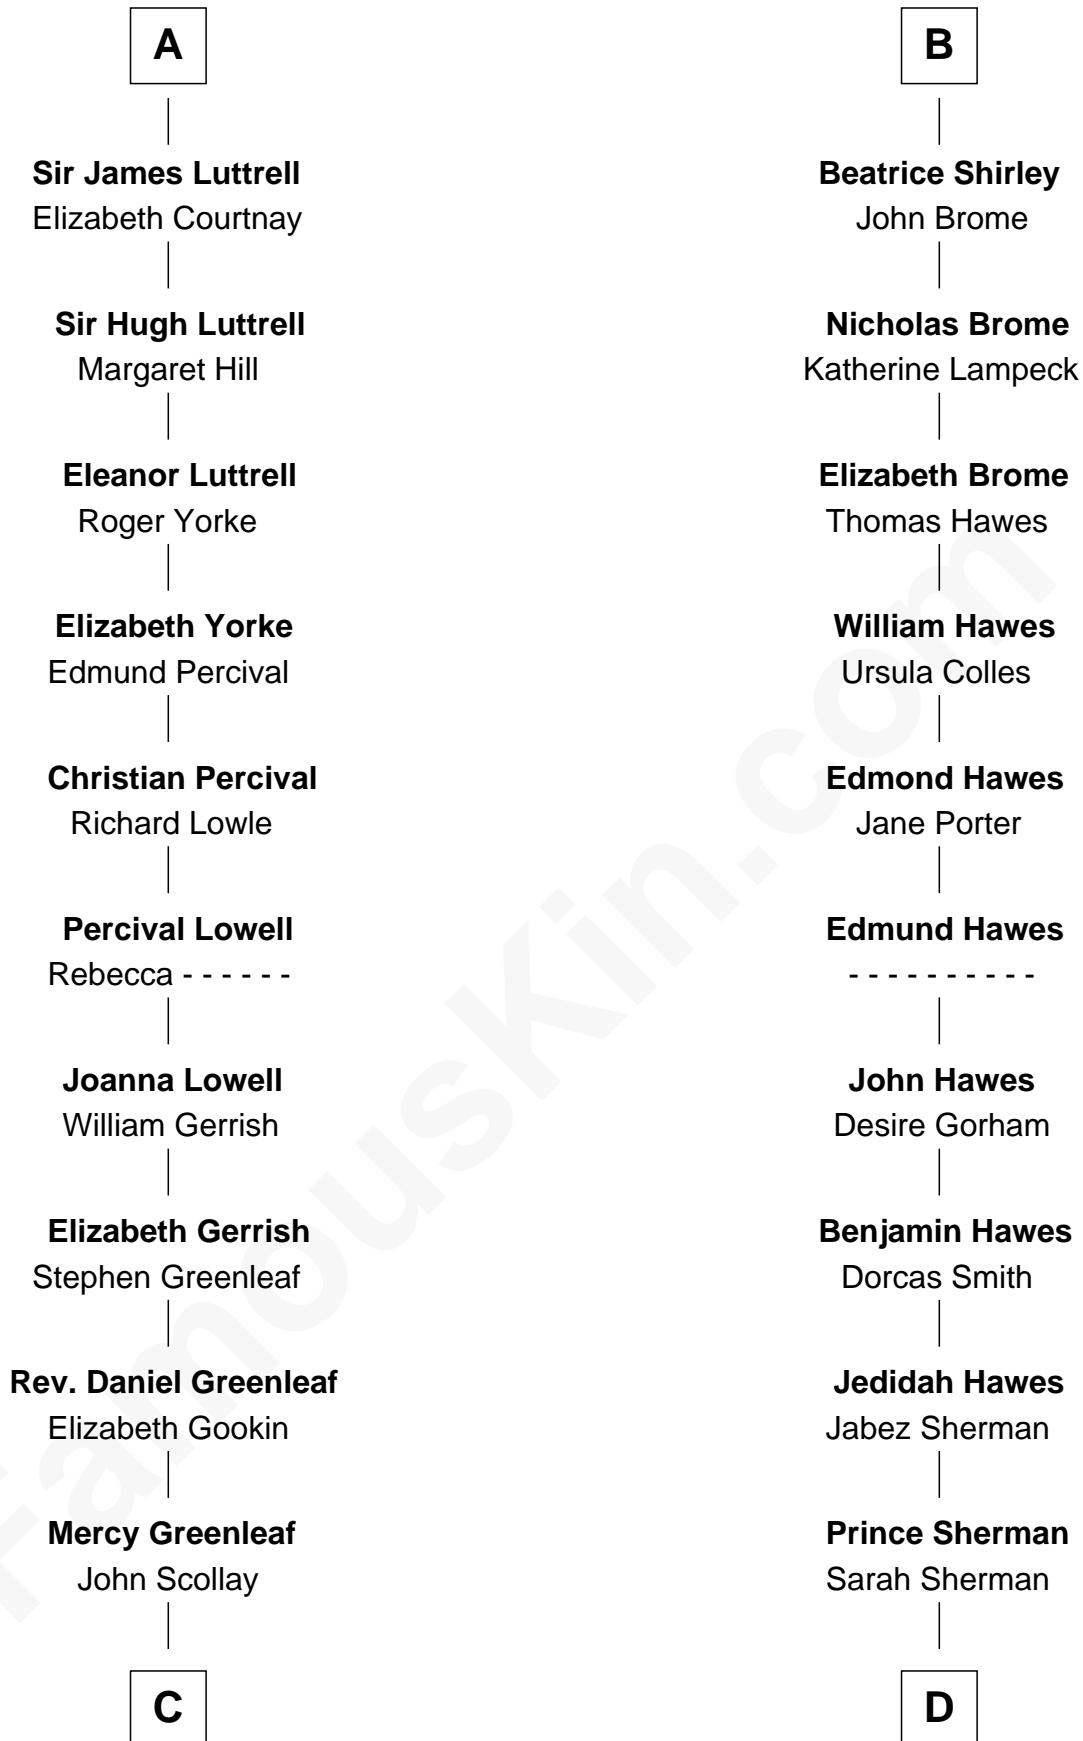 A
Sir James Luttrell
Elizabeth Courtnay
Sir Hugh Luttrell
Margaret Hill
Eleanor Luttrell
Roger Yorke
Elizabeth Yorke
Edmund Percival
Christian Percival
Richard Lowle
Percival Lowell
Rebecca - - - - - -
Joanna Lowell
William Gerrish
Elizabeth Gerrish
Stephen Greenleaf
Rev. Daniel Greenleaf
Elizabeth Gookin
Mercy Greenleaf
John Scollay
C
B
Beatrice Shirley
John Brome
Nicholas Brome
Katherine Lampeck
Elizabeth Brome
Thomas Hawes
William Hawes
Ursula Colles
Edmond Hawes
Jane Porter
Edmund Hawes
- - - - - - - - - -
John Hawes
Desire Gorham
Benjamin Hawes
Dorcas Smith
Jedidah Hawes
Jabez Sherman
Prince Sherman
Sarah Sherman
D
FamousKin.com